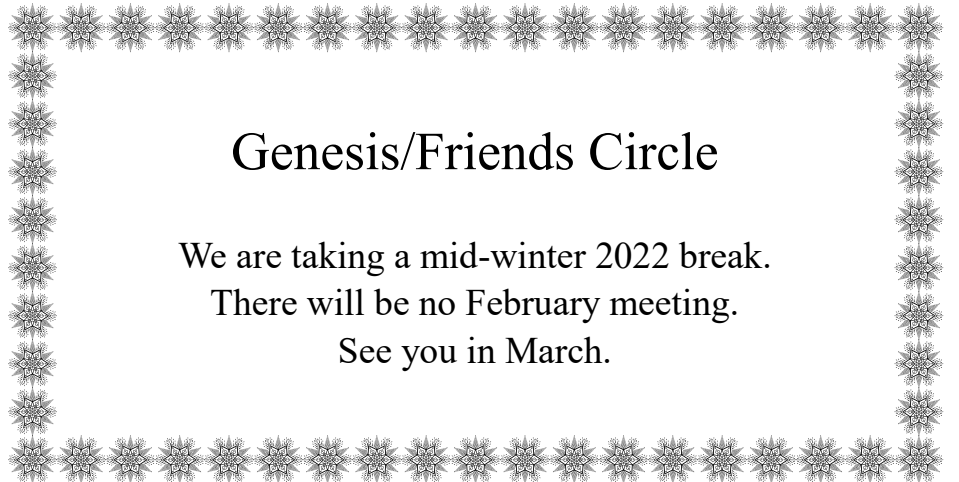 Genesis/Friends Circle
We are taking a mid-winter 2022 break.
There will be no February meeting.
See you in March.